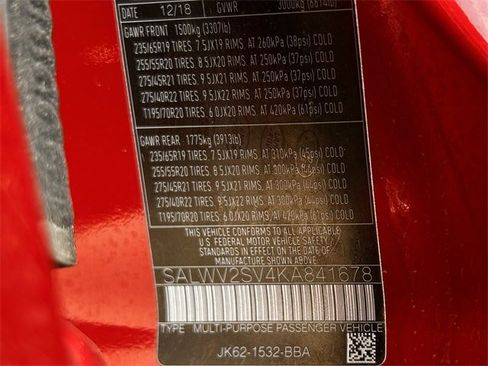 DATE 12/18 GVWR 3000kg (6614lb)
GAWR FRONT 1500kg (3307lb)
235/65R19 TIRES. 7.5JX19 RIMS. AT 260kPa (38psi) COLD
255/55R20 TIRES. 8.5JX20 RIMS. AT 250kPa (37psi) COLD
275/45R21 TIRES. 9.5JX21 RIMS. AT 250kPa (37psi) COLD
275/40R22 TIRES. 9.5JX22 RIMS. AT 250kPa (37psi) COLD
T195/70R20 TIRES. 6.0JX20 RIMS. AT 420kPa (61psi) COLD
GAWR REAR 1775kg (3913lb)
235/65R19 TIRES. 7.5JX19 RIMS. AT 310kPa (45psi) COLD
255/55R20 TIRES. 8.5JX20 RIMS. AT 300kPa (44psi) COLD
275/45R21 TIRES. 9.5JX21 RIMS. AT 300kPa (44psi) COLD
275/40R22 TIRES. 9.5JX22 RIMS. AT 300kPa (44psi) COLD
T195/70R20 TIRES. 6.0JX20 RIMS. AT 420kPa (61psi) COLD
THIS VEHICLE CONFORMS TO ALL APPLICABLE
U.S. FEDERAL MOTOR VEHICLE SAFETY STANDARDS
IN EFFECT ON THE DATE OF MANUFACTURE SHOWN ABOVE.
SALWV2SV4KA841678
TYPE: MULTI-PURPOSE PASSENGER VEHICLE
JK62-1532-BBA